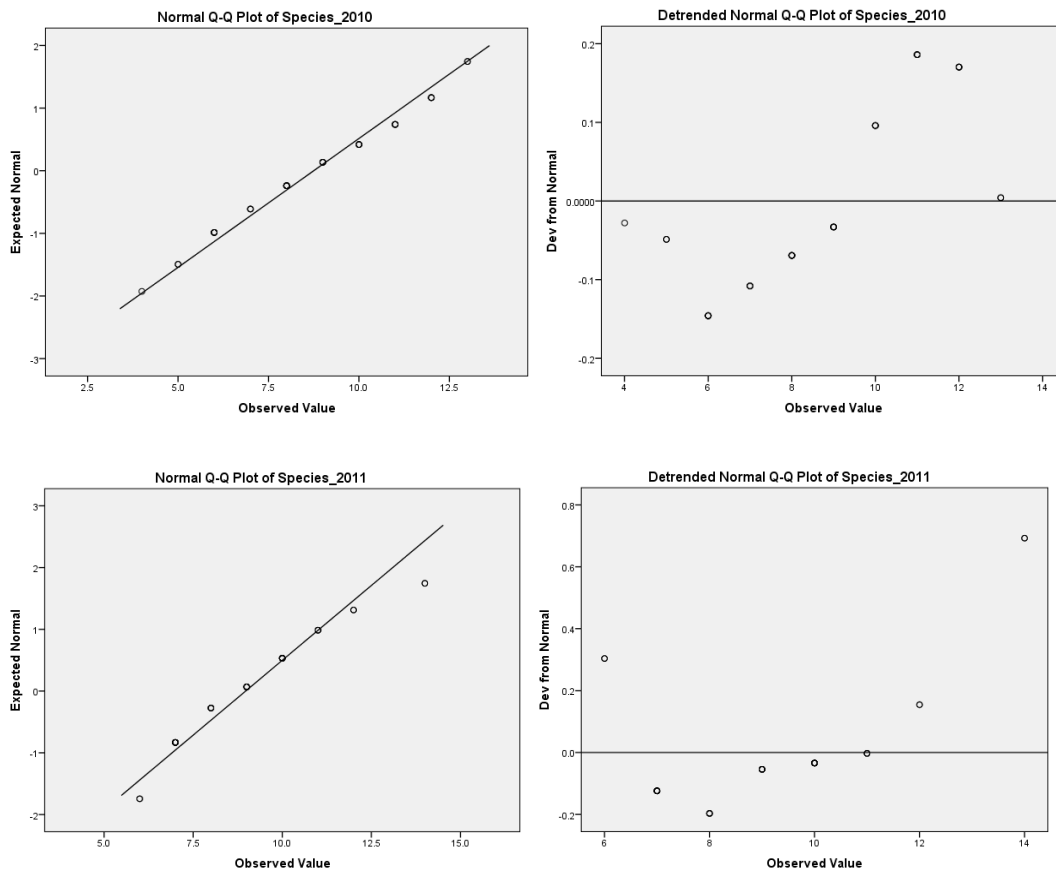 Normal Q-Q Plot of Species_2010
2
1
0
-1
-2
-3
Expected Normal
2.5 5.0 7.5 10.0 12.5
Observed Value
Detrended Normal Q-Q Plot of Species_2010
0.2
0.1
0.0000
-0.1
-0.2
Dev from Normal
4 6 8 10 12 14
Observed Value
Normal Q-Q Plot of Species_2011
3
2
1
0
-1
-2
Expected Normal
5.0 7.5 10.0 12.5 15.0
Observed Value
Detrended Normal Q-Q Plot of Species_2011
0.8
0.6
0.4
0.2
0.0
-0.2
Dev from Normal
6 8 10 12 14
Observed Value